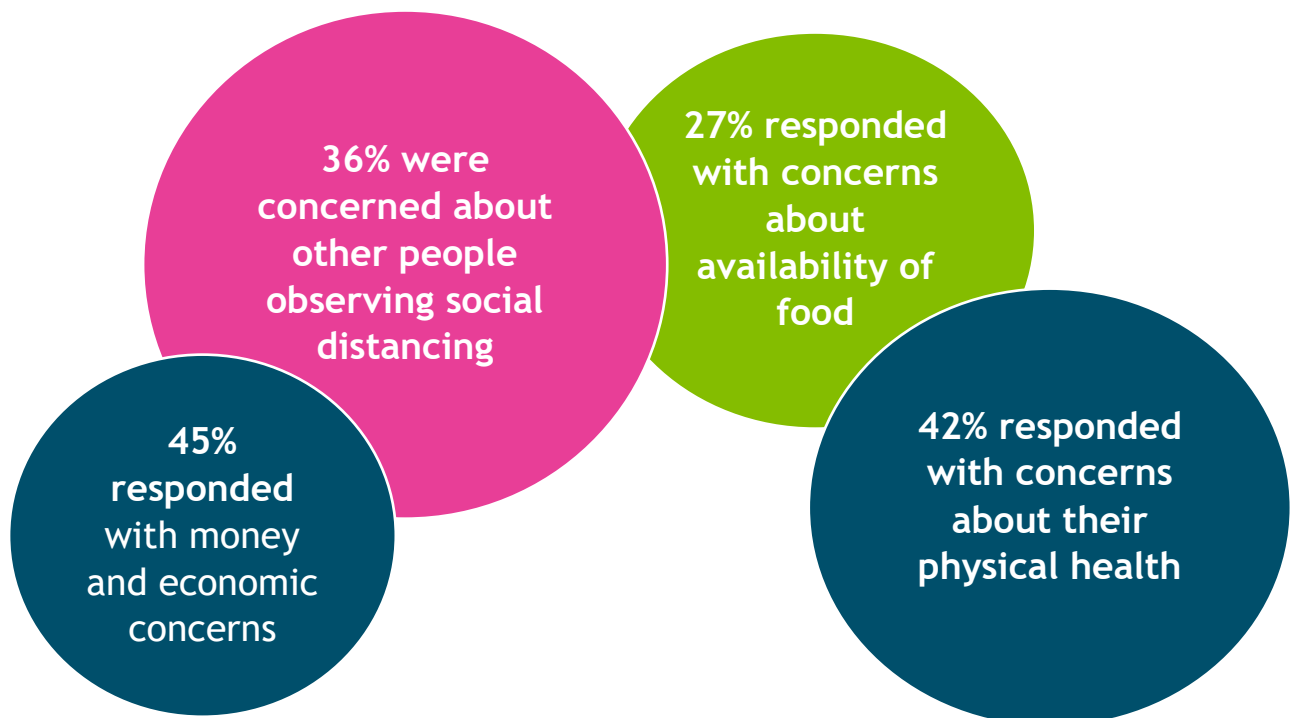 36% were
concerned about
other people
observing social
distancing
27% responded
with concerns
about
availability of
food
45%
responded
with money
and economic
concerns
42% responded
with concerns
about their
physical health